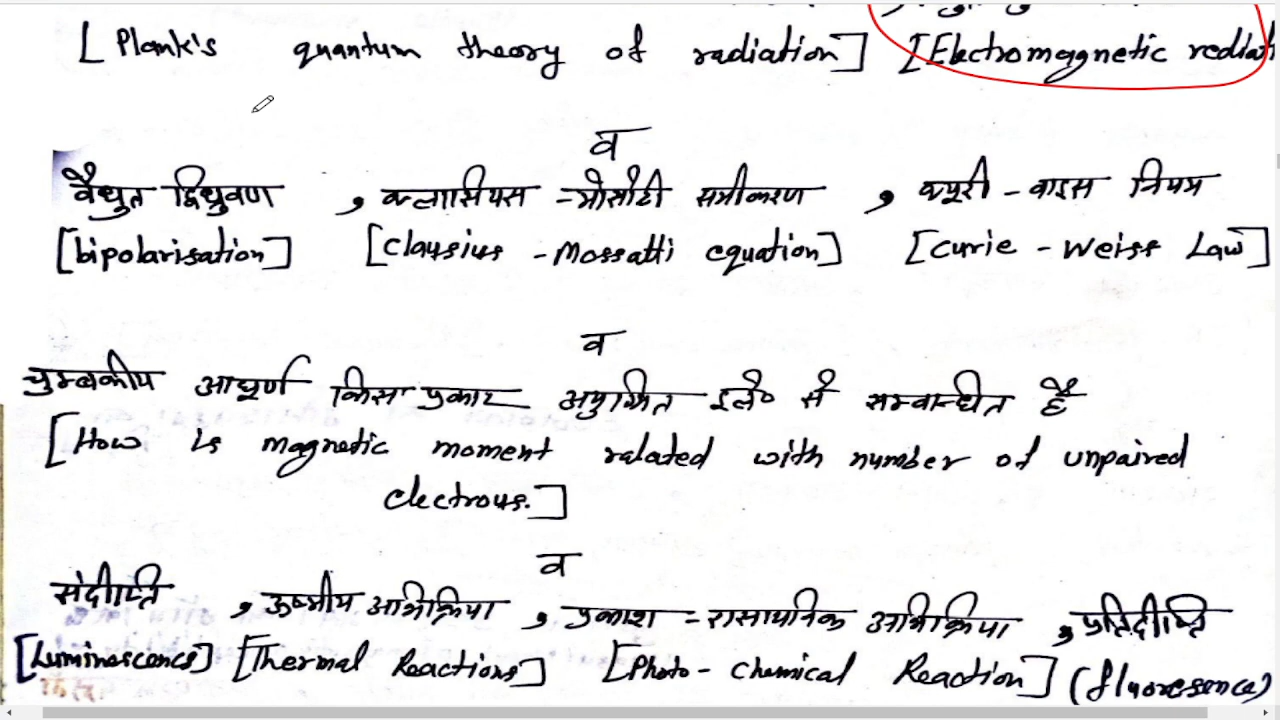 [Plank's quantum theory of radiation] [Electromagnetic rediat
व
वैधुत द्विध्रुवण , क्लासियस - मोसोटी समीकरण , क्यूरी - वाइस नियम
[bipolarisation] [Clausius - Mossatti equation] [Curie - Weiss Law]
व
चुम्बकीय आघूर्ण किस प्रकार अयुग्मित इले० से सम्बन्धित है
[How is magnetic moment ralated with number of unpaired
electrons.]
व
संदीप्ति , ऊष्मीय अभिक्रिया , प्रकाश - रासायनिक अभिक्रिया , प्रतिदीप्ति
[Luminescence] [Thermal Reactions] [Photo - Chemical Reaction] (fluoresence)